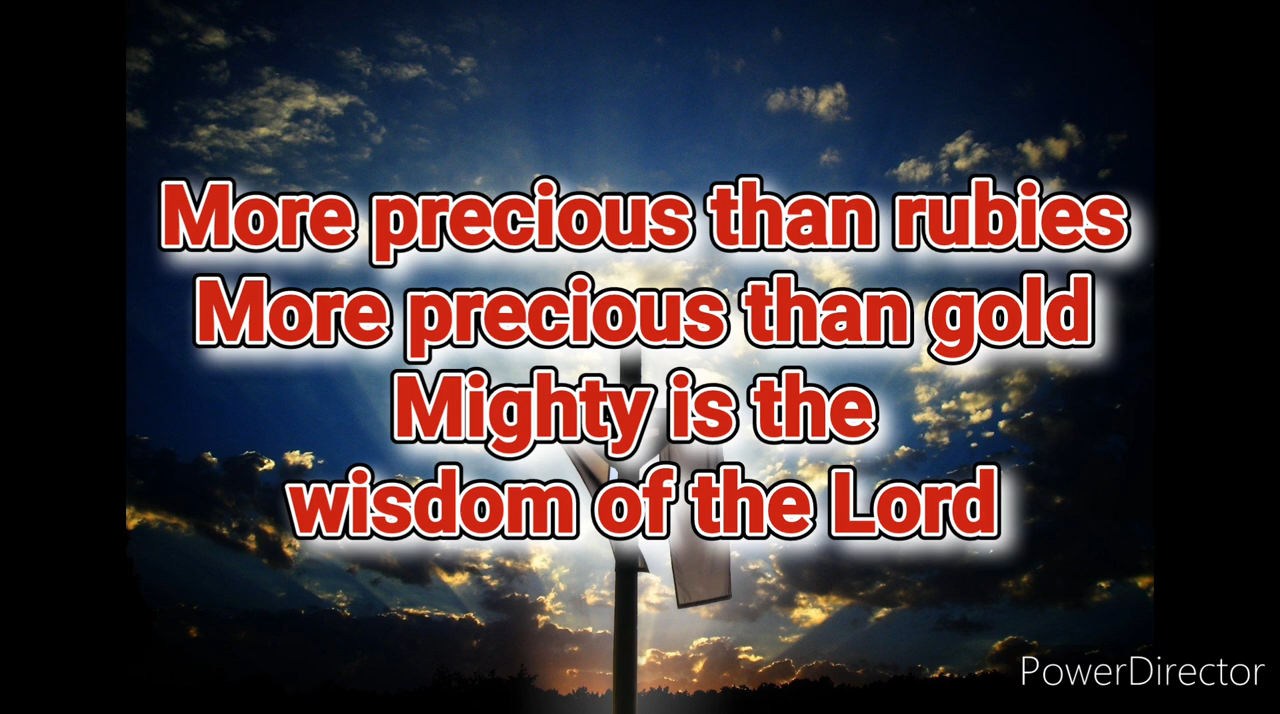 More precious than rubies
More precious than gold
Mighty is the
wisdom of the Lord
PowerDirector